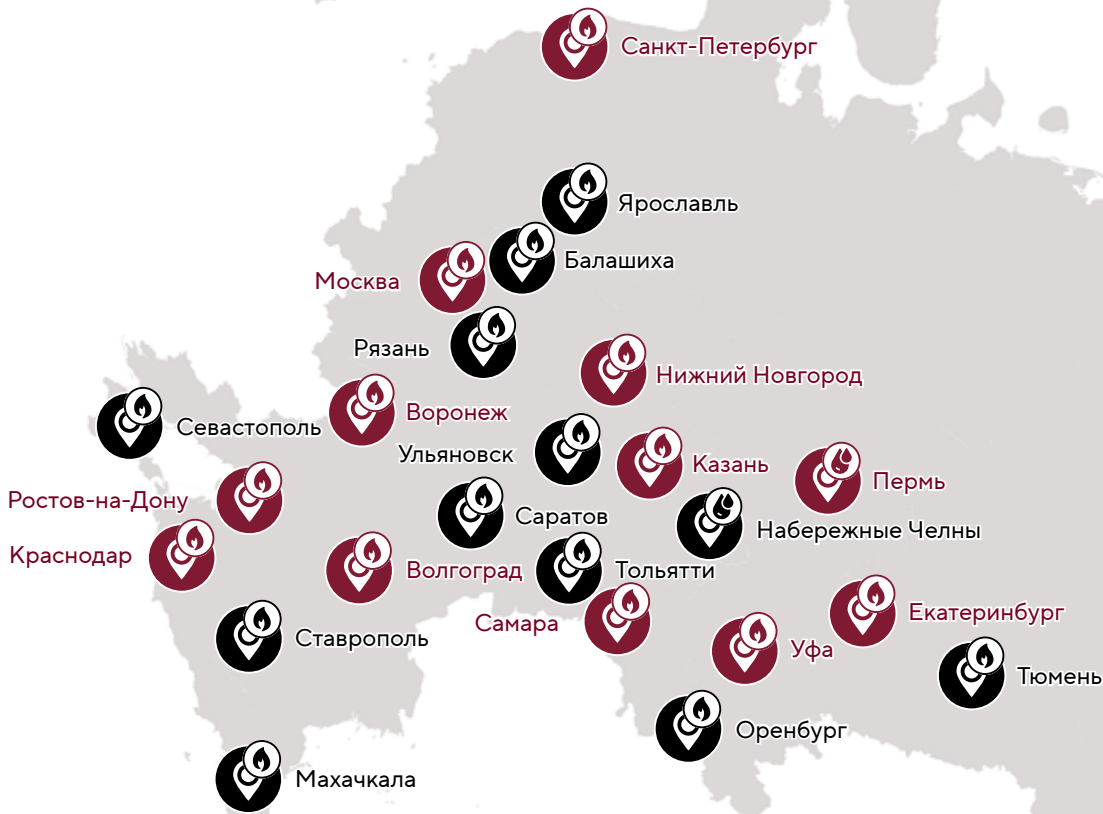 Санкт-Петербург
Ярославль
Балашиха
Москва
Рязань
Нижний Новгород
Воронеж
Севастополь
Ульяновск
Казань
Пермь
Ростов-на-Дону
Саратов
Набережные Челны
Краснодар
Волгоград
Тольятти
Екатеринбург
Самара
Ставрополь
Уфа
Тюмень
Оренбург
Махачкала